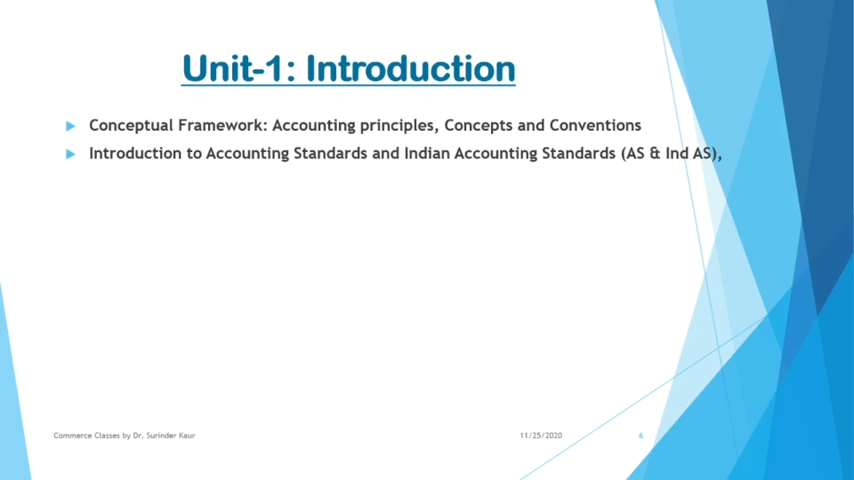 Unit-1: Introduction
Conceptual Framework: Accounting principles, Concepts and Conventions
Introduction to Accounting Standards and Indian Accounting Standards (AS & Ind AS),
Commerce Classes by Dr. Surinder Kaur
11/25/2020
6